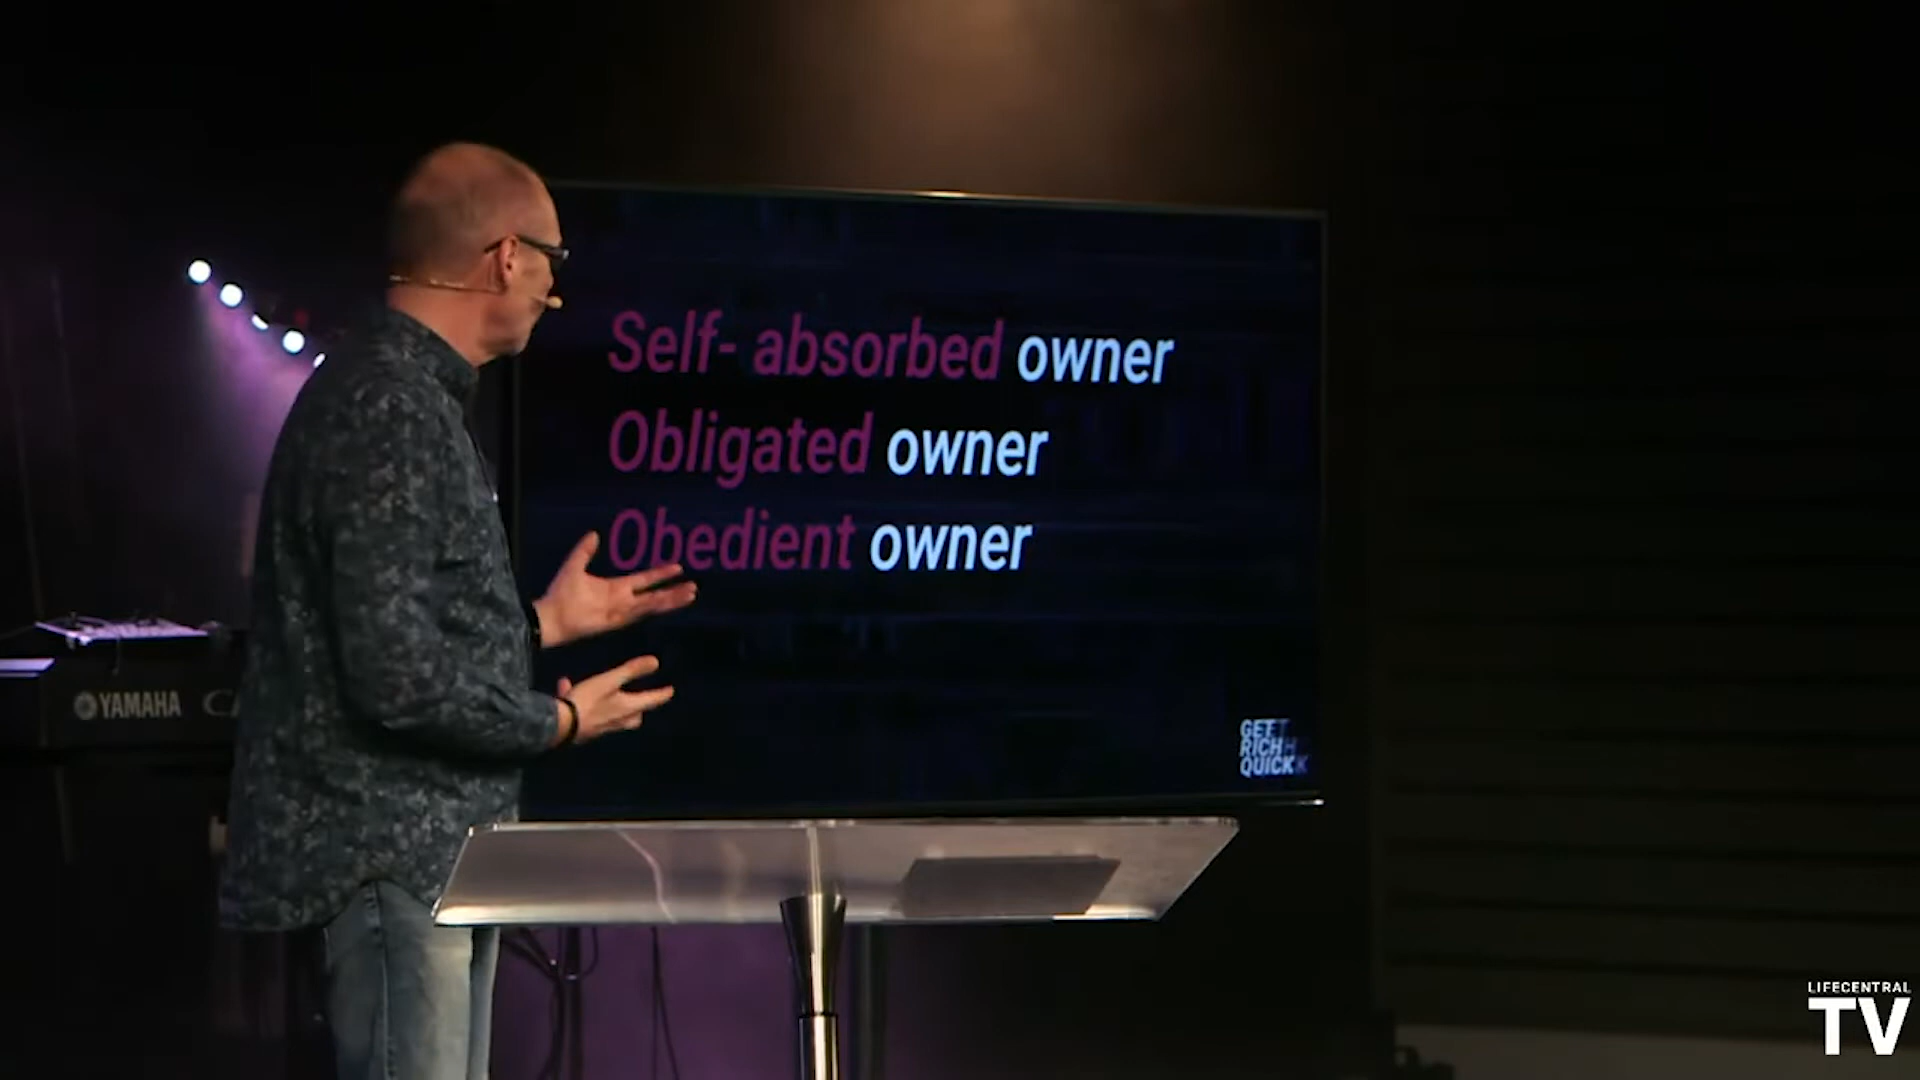 Self- absorbed owner
Obligated owner
Obedient owner
YAMAHA
GET
RICH
QUICK
LIFECENTRAL
TV